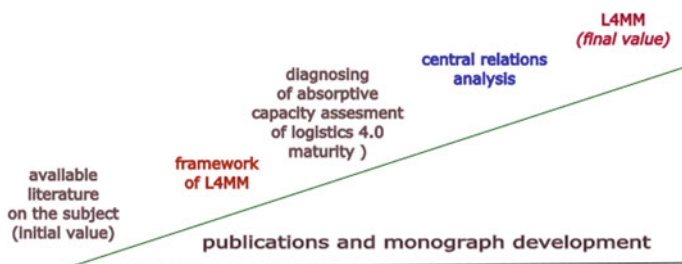 available
literature
on the subject
(initial value)
framework
of L4MM
diagnosing
of absorptive
capacity assesment
of logistics 4.0
maturity )
central relations
analysis
L4MM
(final value)
publications and monograph development